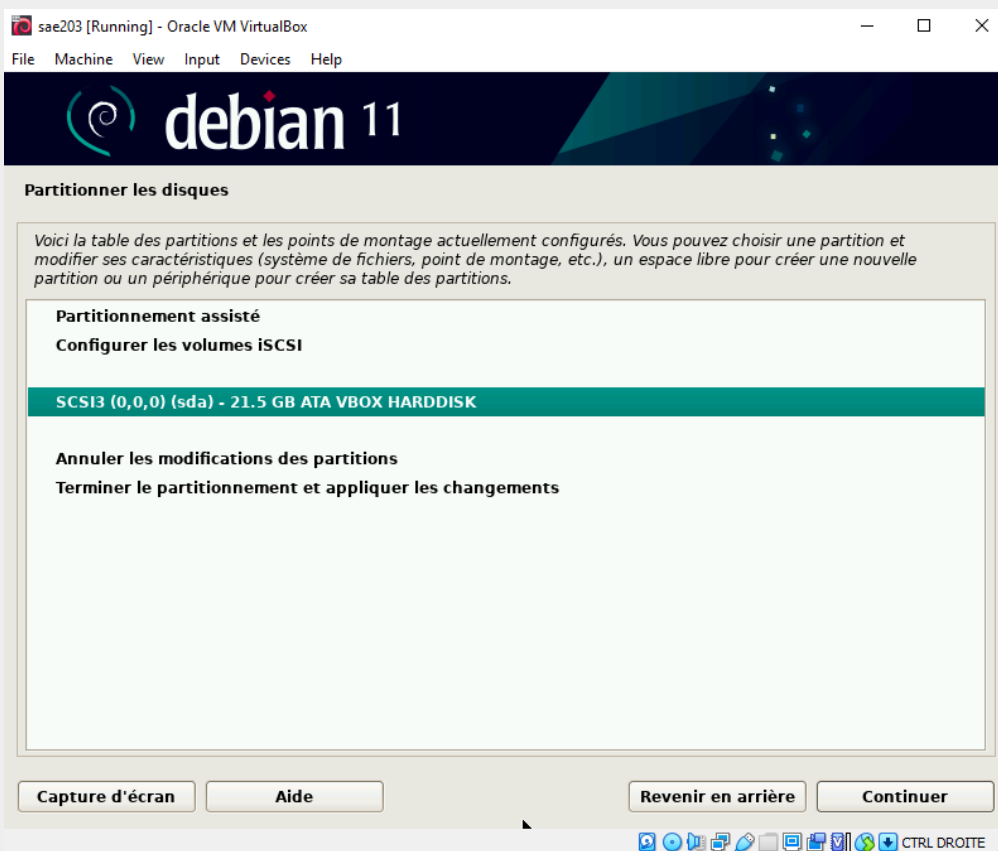 sae203 [Running] - Oracle VM VirtualBox
File Machine View Input Devices Help
debian 11
Partitionner les disques
Voici la table des partitions et les points de montage actuellement configurés. Vous pouvez choisir une partition et
modifier ses caractéristiques (système de fichiers, point de montage, etc.), un espace libre pour créer une nouvelle
partition ou un périphérique pour créer sa table des partitions.
Partitionnement assisté
Configurer les volumes iSCSI
SCSI3 (0,0,0) (sda) - 21.5 GB ATA VBOX HARDDISK
Annuler les modifications des partitions
Terminer le partitionnement et appliquer les changements
Capture d'écran Aide Revenir en arrière Continuer
CTRL DROITE